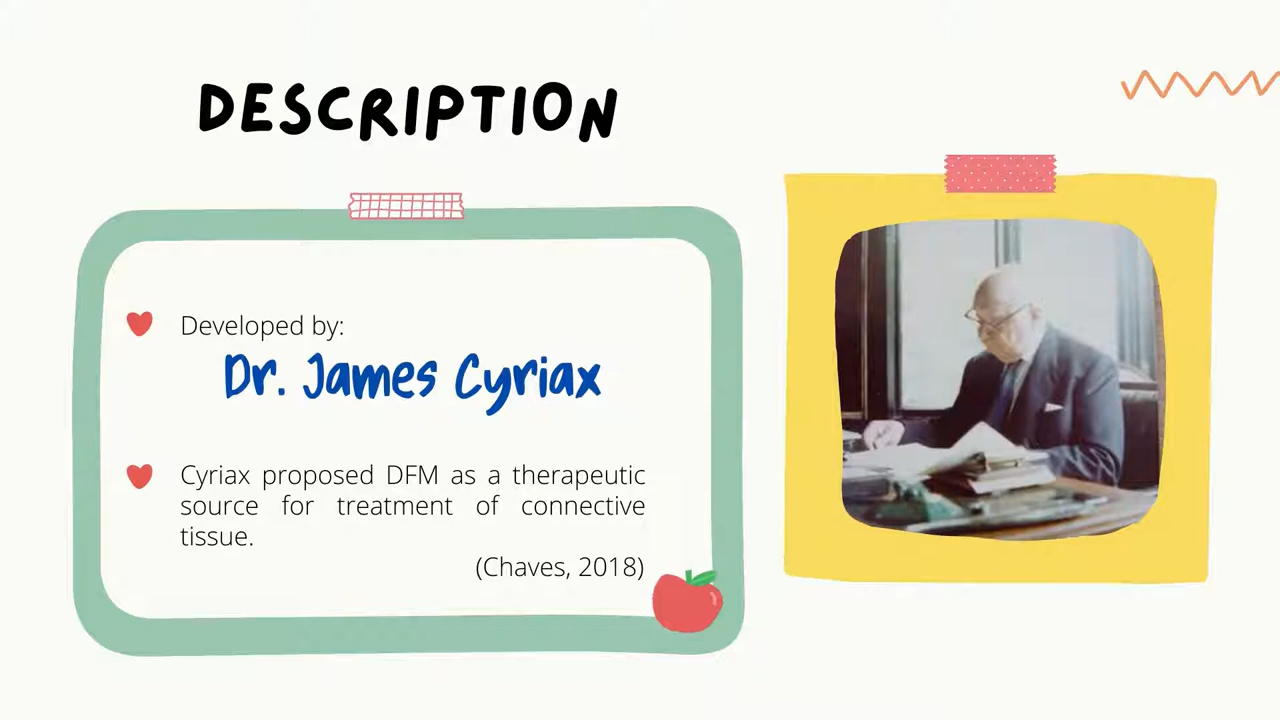 DESCRIPTION
Developed by:
Dr. James Cyriax
Cyriax proposed DFM as a therapeutic
source for treatment of connective
tissue.
(Chaves, 2018)